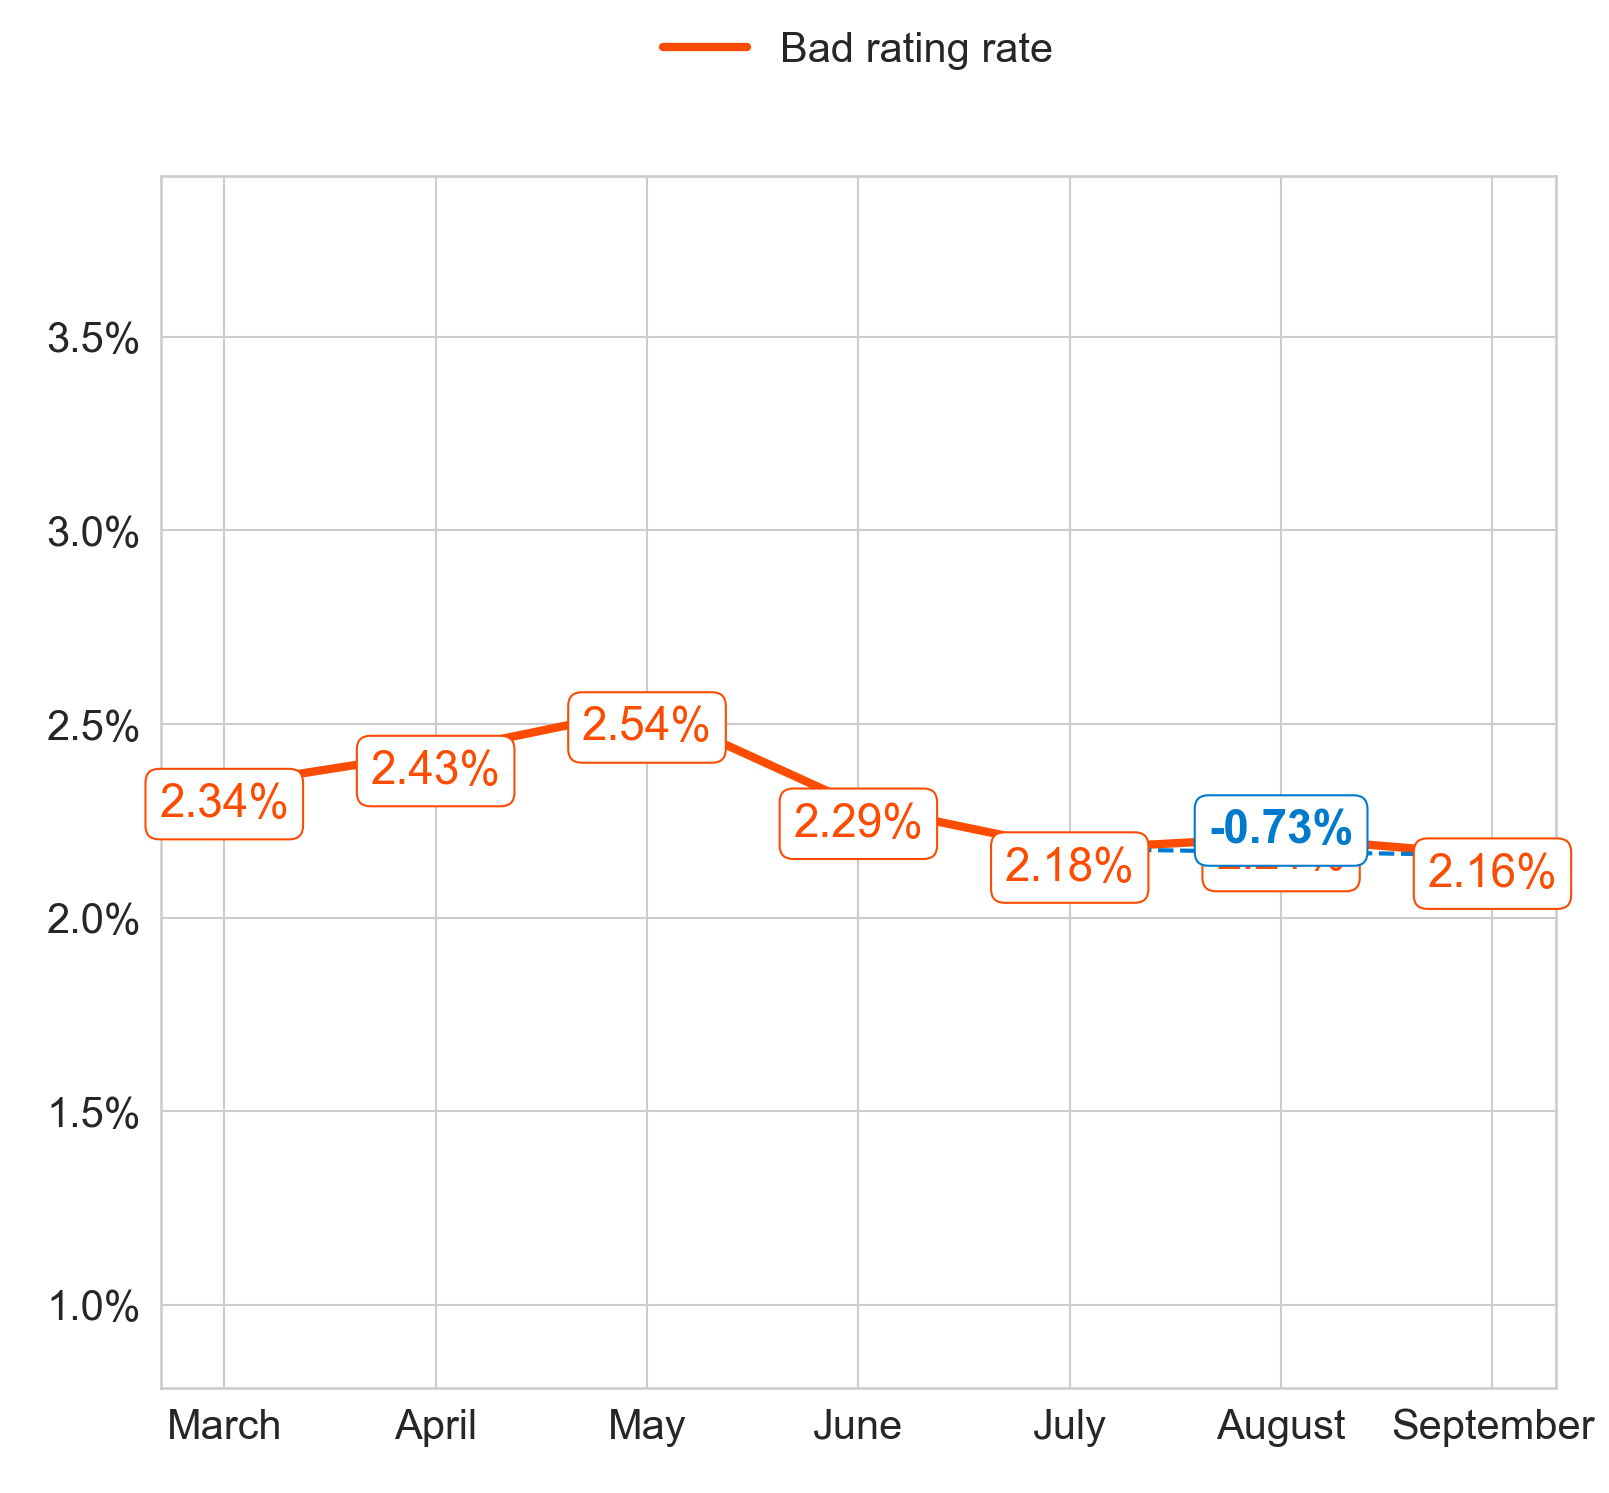 Bad rating rate
3.5%
3.0%
2.5%
2.0%
1.5%
1.0%
2.34%
2.43%
2.54%
2.29%
2.18%
-0.73%
2.16%
March
April
May
June
July
August
September